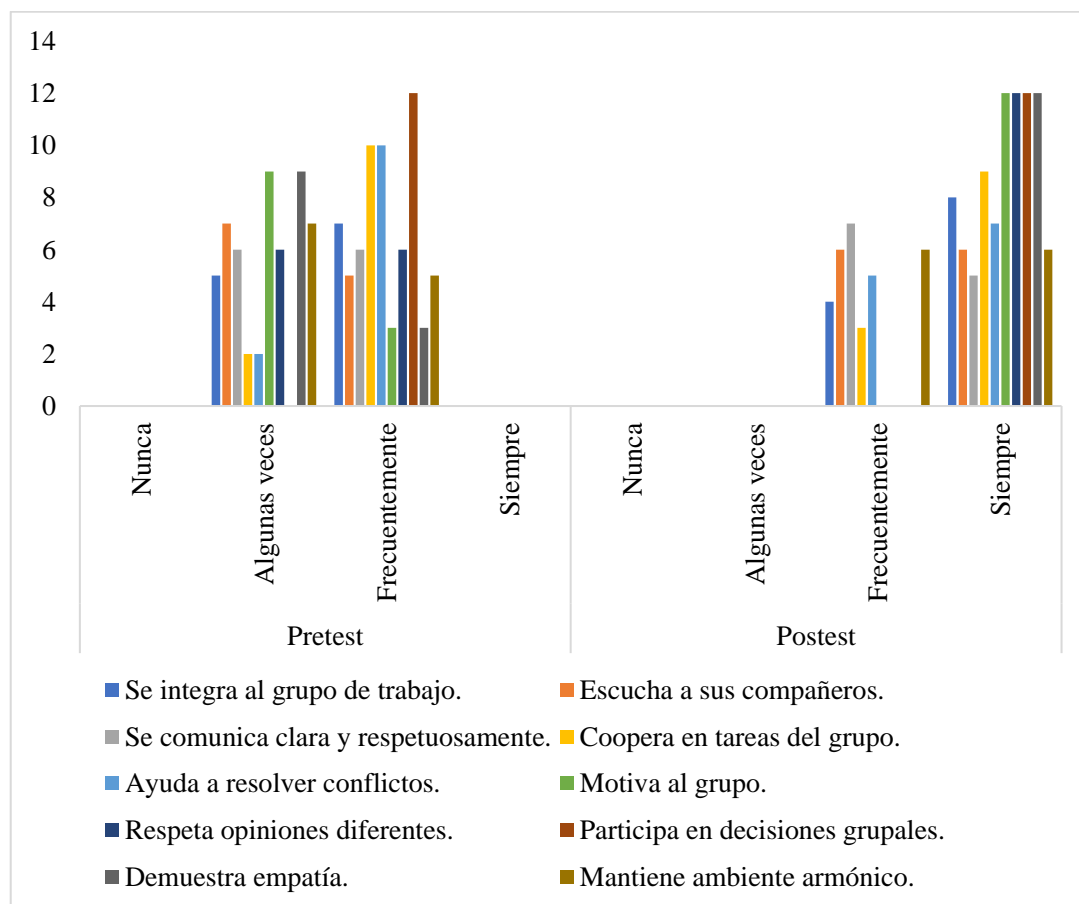 14
12
10
8
6
4
2
0
Nunca
Algunas veces
Frecuentemente
Siempre
Nunca
Algunas veces
Frecuentemente
Siempre
Pretest
Postest
Se integra al grupo de trabajo.
Escucha a sus compañeros.
Se comunica clara y respetuosamente.
Coopera en tareas del grupo.
Ayuda a resolver conflictos.
Motiva al grupo.
Respeta opiniones diferentes.
Participa en decisiones grupales.
Demuestra empatía.
Mantiene ambiente armónico.